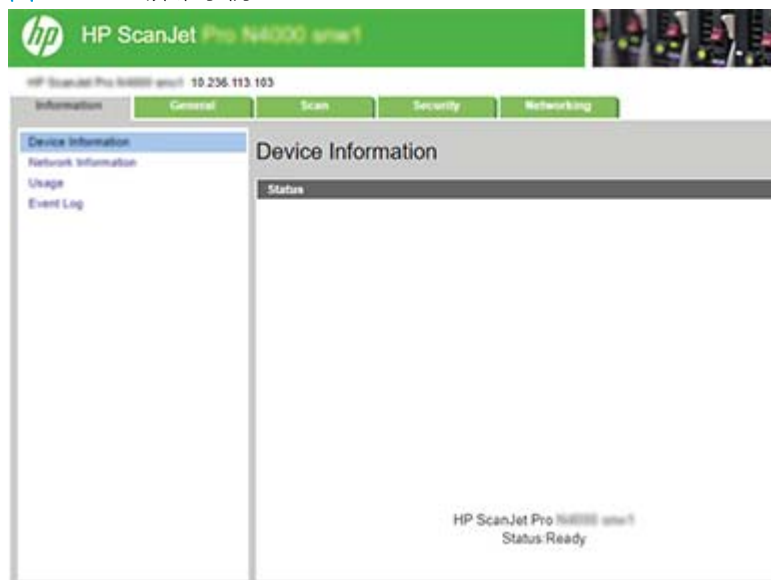 hp HP ScanJet
10.236.113.103
Information General Scan Security Networking
Device Information
Network Information
Usage
Event Log
Device Information
Status
HP ScanJet Pro
Status:Ready